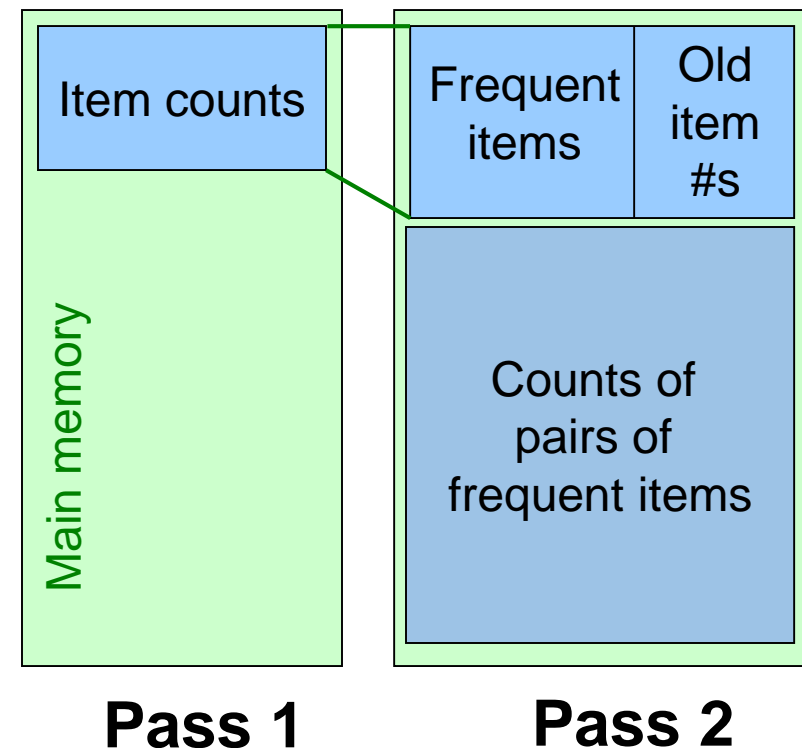 Item counts
Main memory
Frequent
items
Old
item
#s
Counts of
pairs of
frequent items
Pass 1
Pass 2